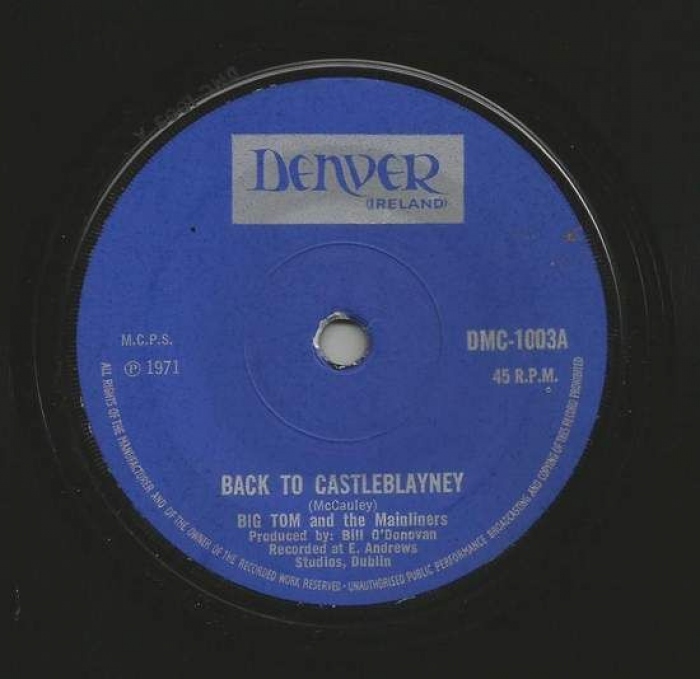 DENVER
(IRELAND)
M.C.P.S.
Ⓟ 1971
DMC-1003A
45 R.P.M.
BACK TO CASTLEBLAYNEY
(McCauley)
BIG TOM and the Mainliners
Produced by: Bill O'Donovan
Recorded at E. Andrews
Studios, Dublin
ALL RIGHTS OF THE MANUFACTURER AND OF THE OWNER OF THE RECORDED WORK RESERVED - UNAUTHORISED PUBLIC PERFORMANCE BROADCASTING AND COPYING OF THIS RECORD PROHIBITED